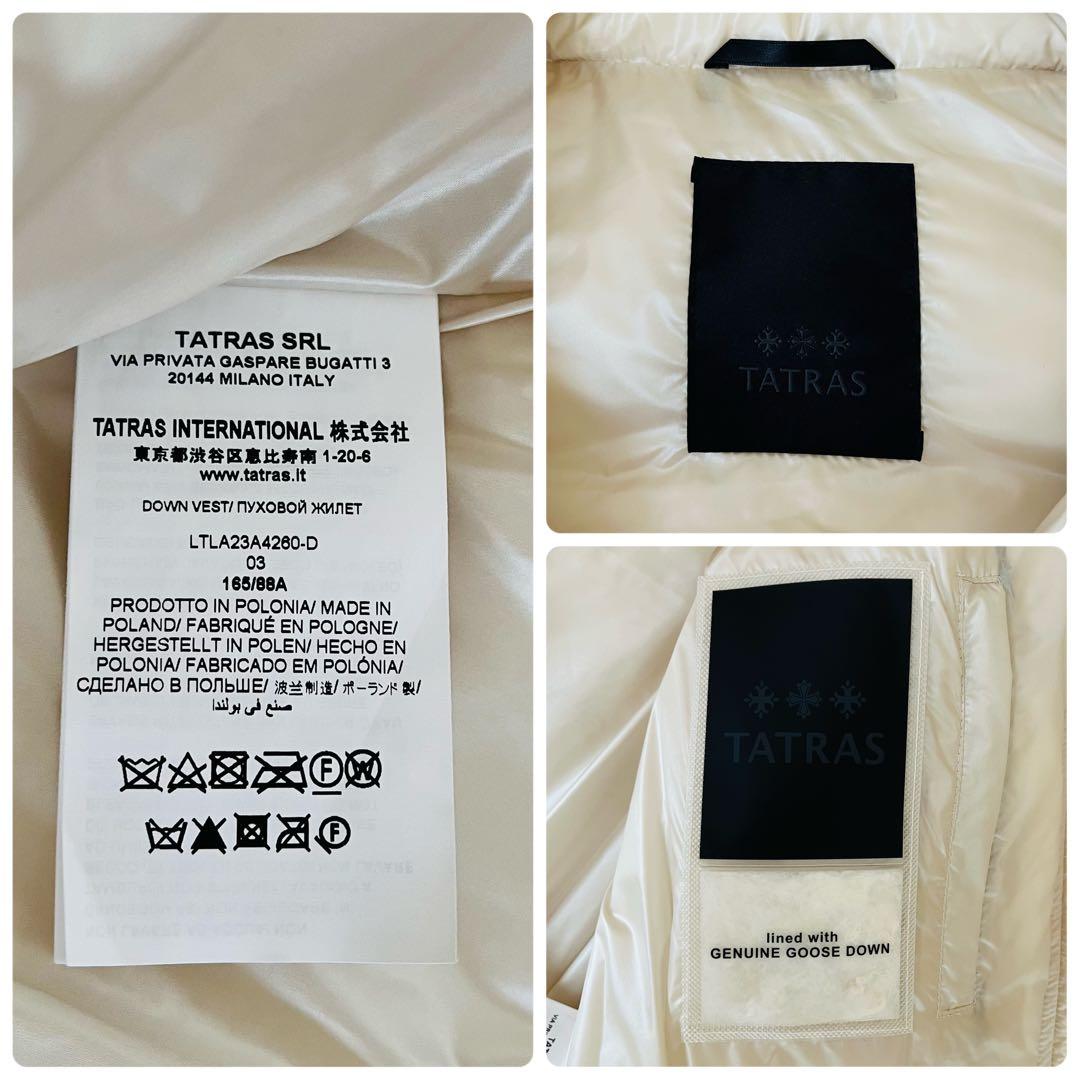 TATRAS SRL
VIA PRIVATA GASPARE BUGATTI 3
20144 MILANO ITALY
TATRAS INTERNATIONAL 株式会社
東京都渋谷区恵比寿南 1-20-6
www.tatras.it
DOWN VEST/ ПУХОВОЙ ЖИЛЕТ
LTLA23A4260-D
03
165/88A
PRODOTTO IN POLONIA/ MADE IN
POLAND/ FABRIQUÉ EN POLOGNE/
HERGESTELLT IN POLEN/ HECHO EN
POLONIA/ FABRICADO EM POLÓNIA/
СДЕЛАНО В ПОЛЬШЕ/ 波兰制造/ ポーランド 製/
صنع في بولندا
F W
F
TATRAS
TATRAS
lined with
GENUINE GOOSE DOWN